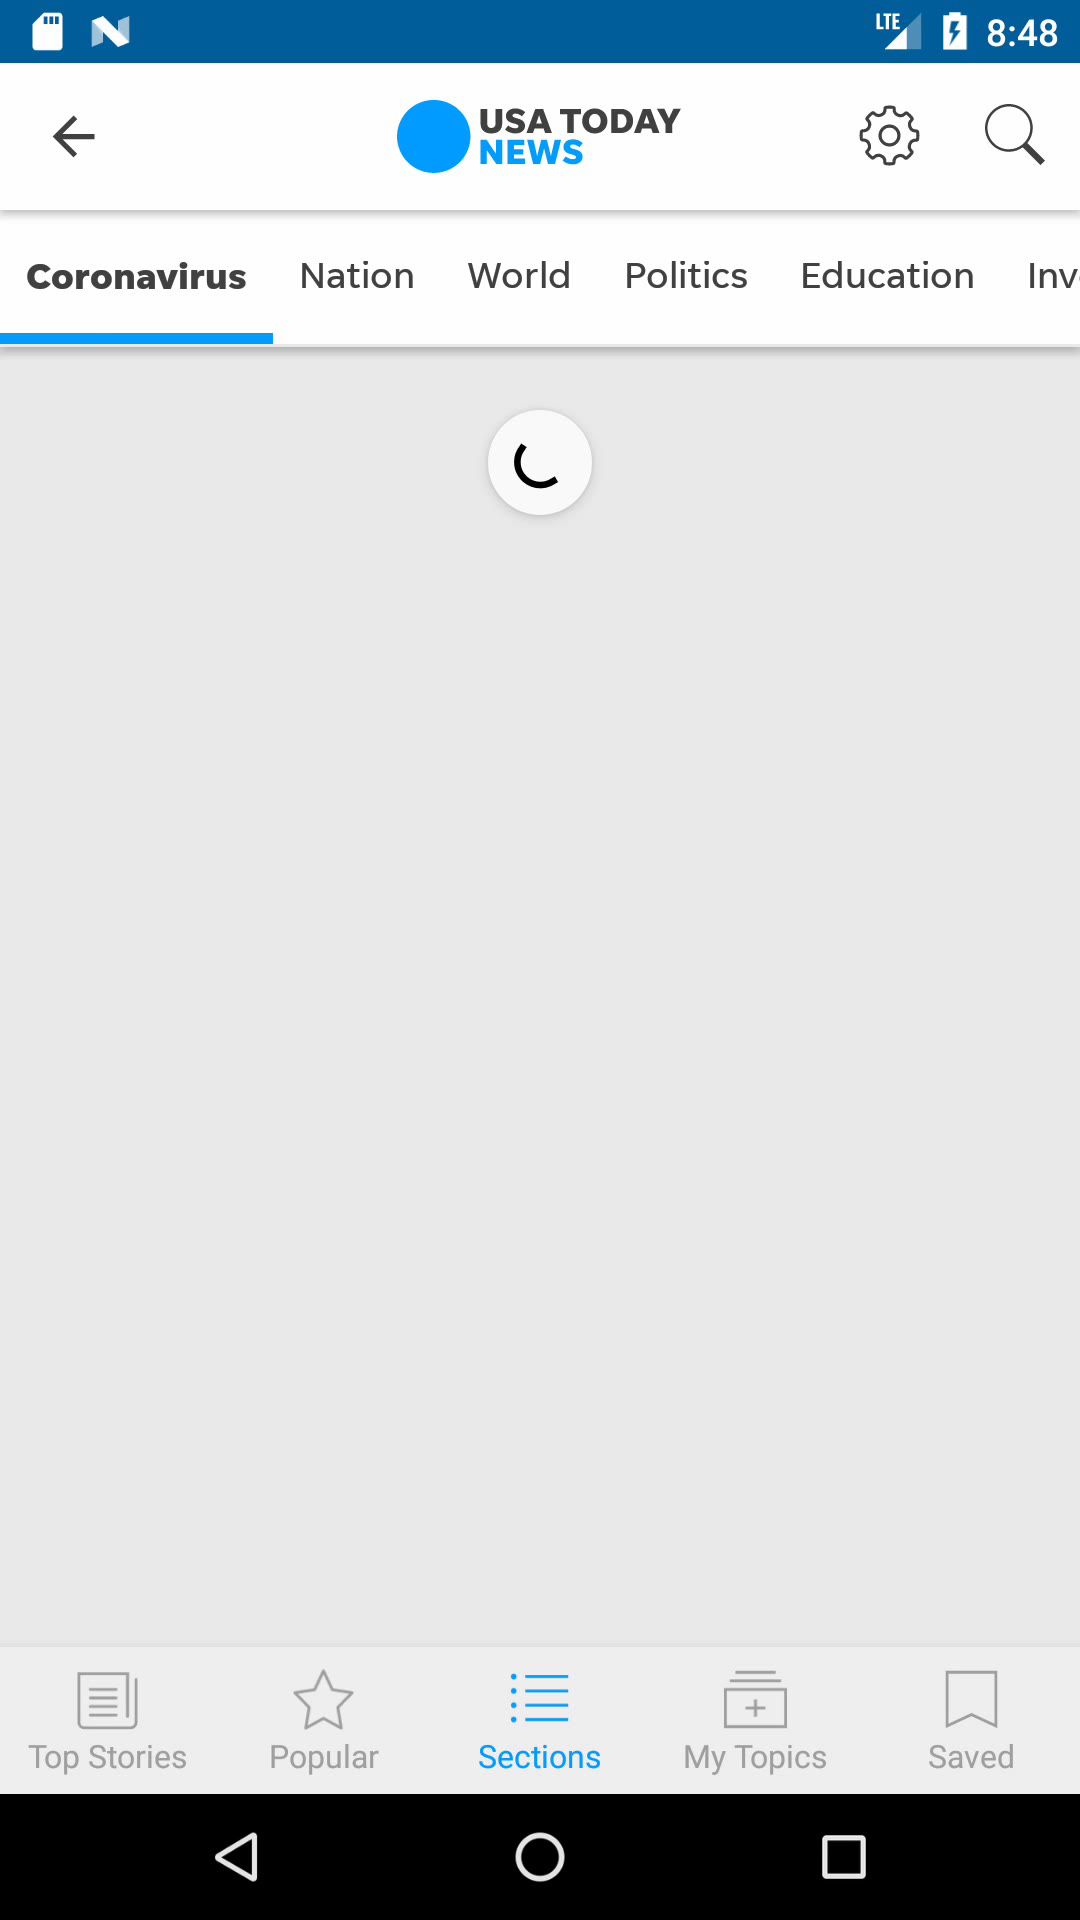 LTE 8:48
USA TODAY
NEWS
Coronavirus Nation World Politics Education Inv
Top Stories Popular Sections My Topics Saved